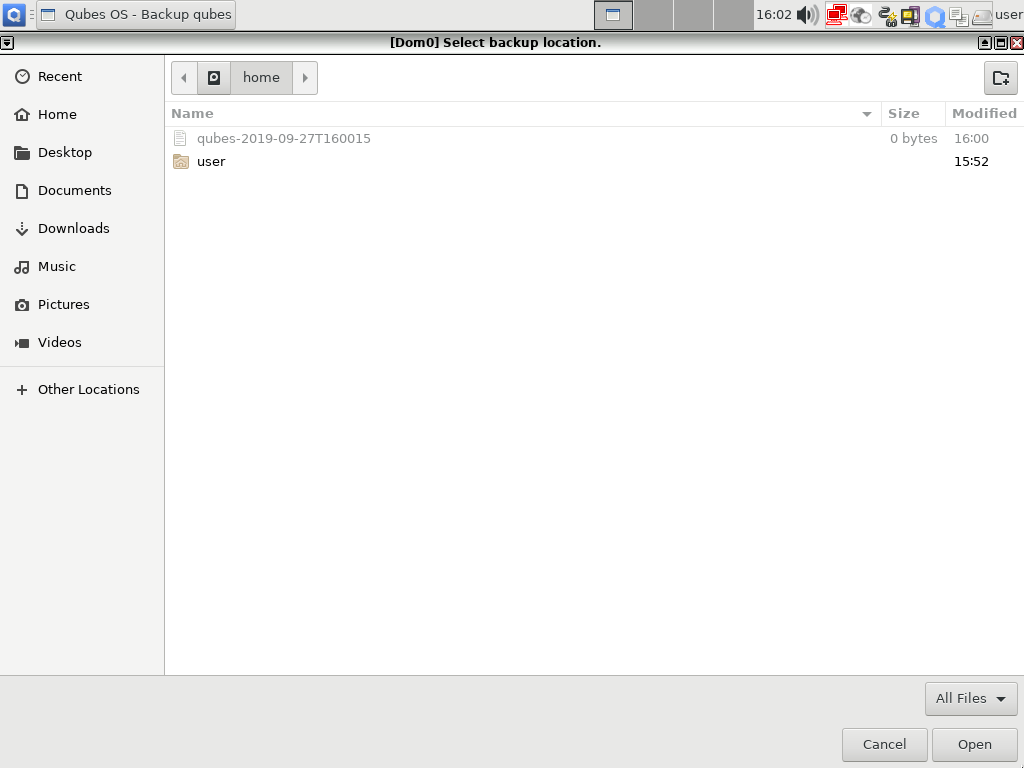 Qubes OS - Backup qubes
16:02
user
[Dom0] Select backup location.
Recent
Home
Desktop
Documents
Downloads
Music
Pictures
Videos
Other Locations
home
Name Size Modified
qubes-2019-09-27T160015 0 bytes 16:00
user 15:52
All Files
Cancel Open